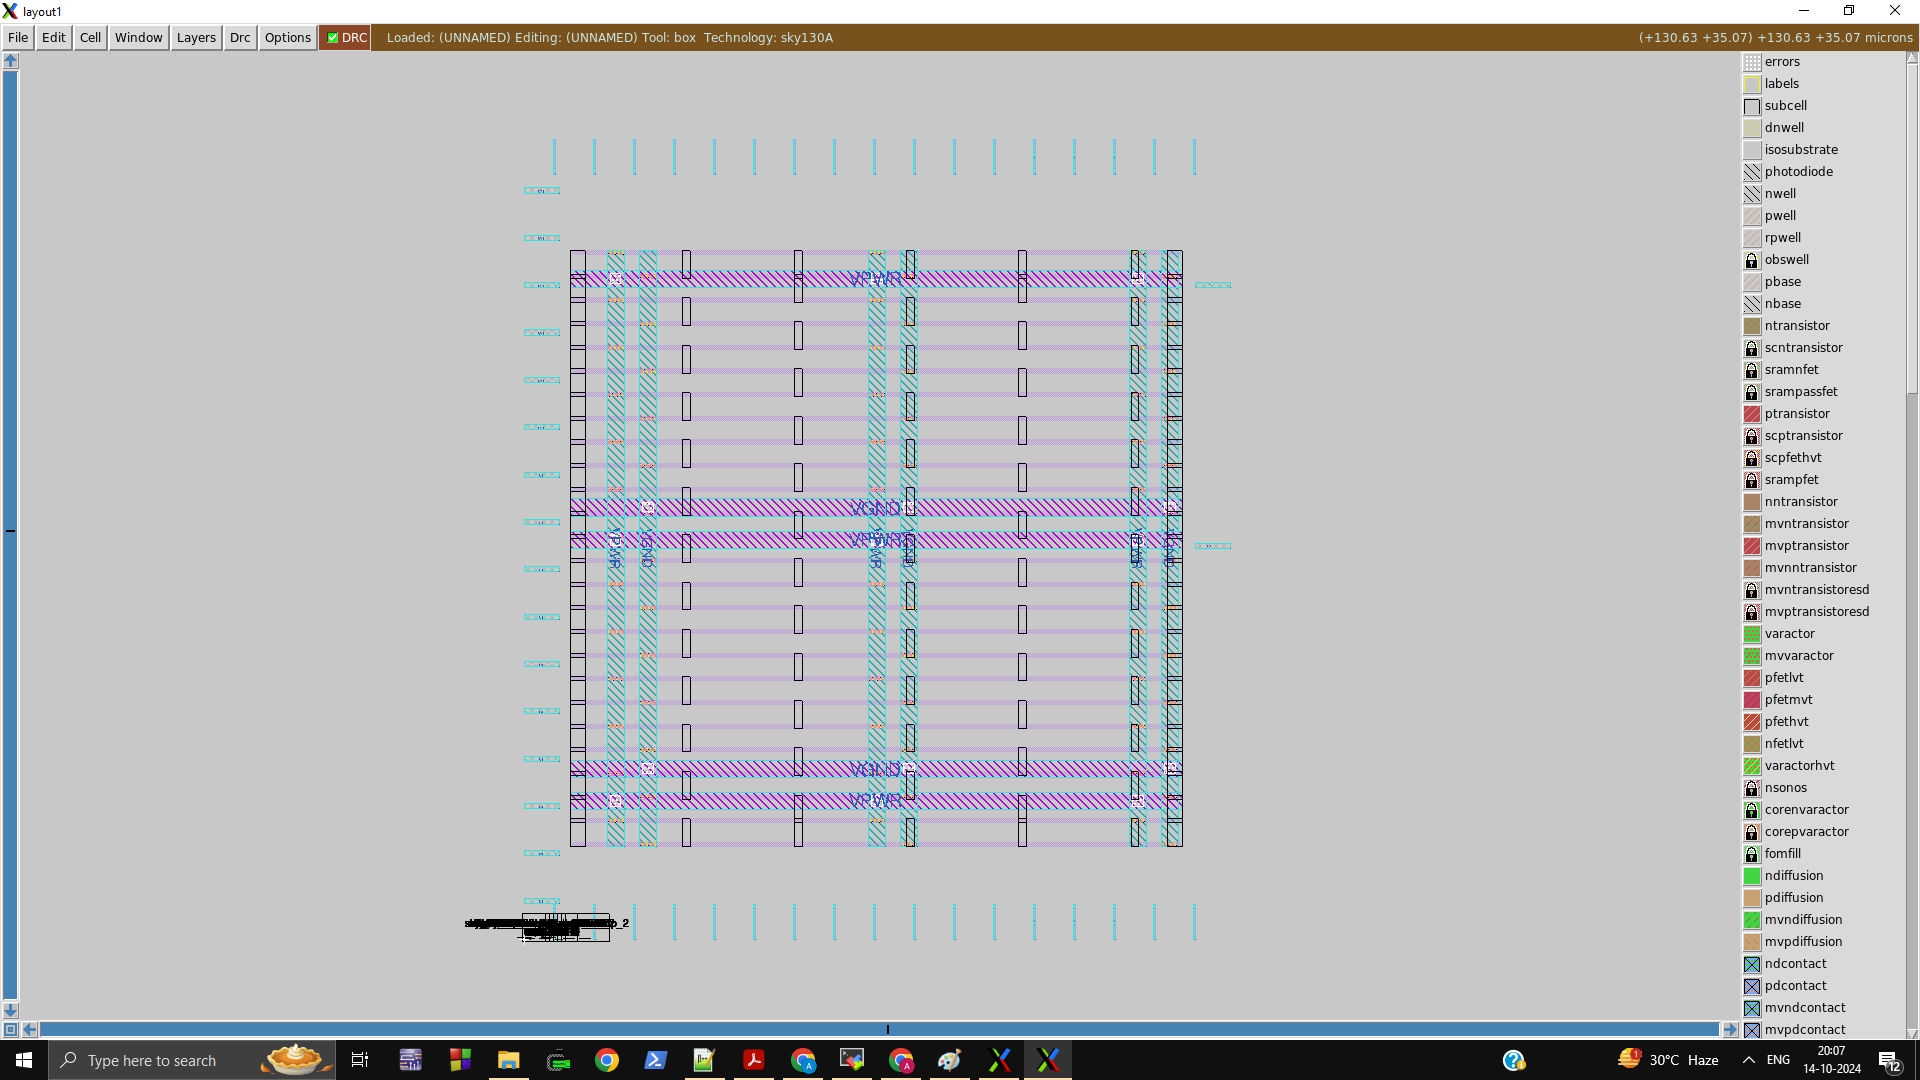 layout1
File Edit Cell Window Layers Drc Options DRC Loaded: (UNNAMED) Editing: (UNNAMED) Tool: box Technology: sky130A (+130.63 +35.07) +130.63 +35.07 microns
errors
labels
subcell
dnwell
isosubstrate
photodiode
nwell
pwell
rpwell
obswell
pbase
nbase
ntransistor
scntransistor
sramnfet
srampassfet
ptransistor
scptransistor
scpfethvt
srampfet
nntransistor
mvntransistor
mvptransistor
mvnntransistor
mvntransistoresd
mvptransistoresd
varactor
mvvaractor
pfetlvt
pfetmvt
pfethvt
nfetlvt
varactorhvt
nsonos
corenvaractor
corepvaractor
fomfill
ndiffusion
pdiffusion
mvndiffusion
mvpdiffusion
ndcontact
pdcontact
mvndcontact
mvpdcontact
VPWR
VGND
VPWR
VPWR VGND VPWR VGND VPWR VGND
VGND
VPWR
Type here to search
30°C Haze
ENG
20:07
14-10-2024
12